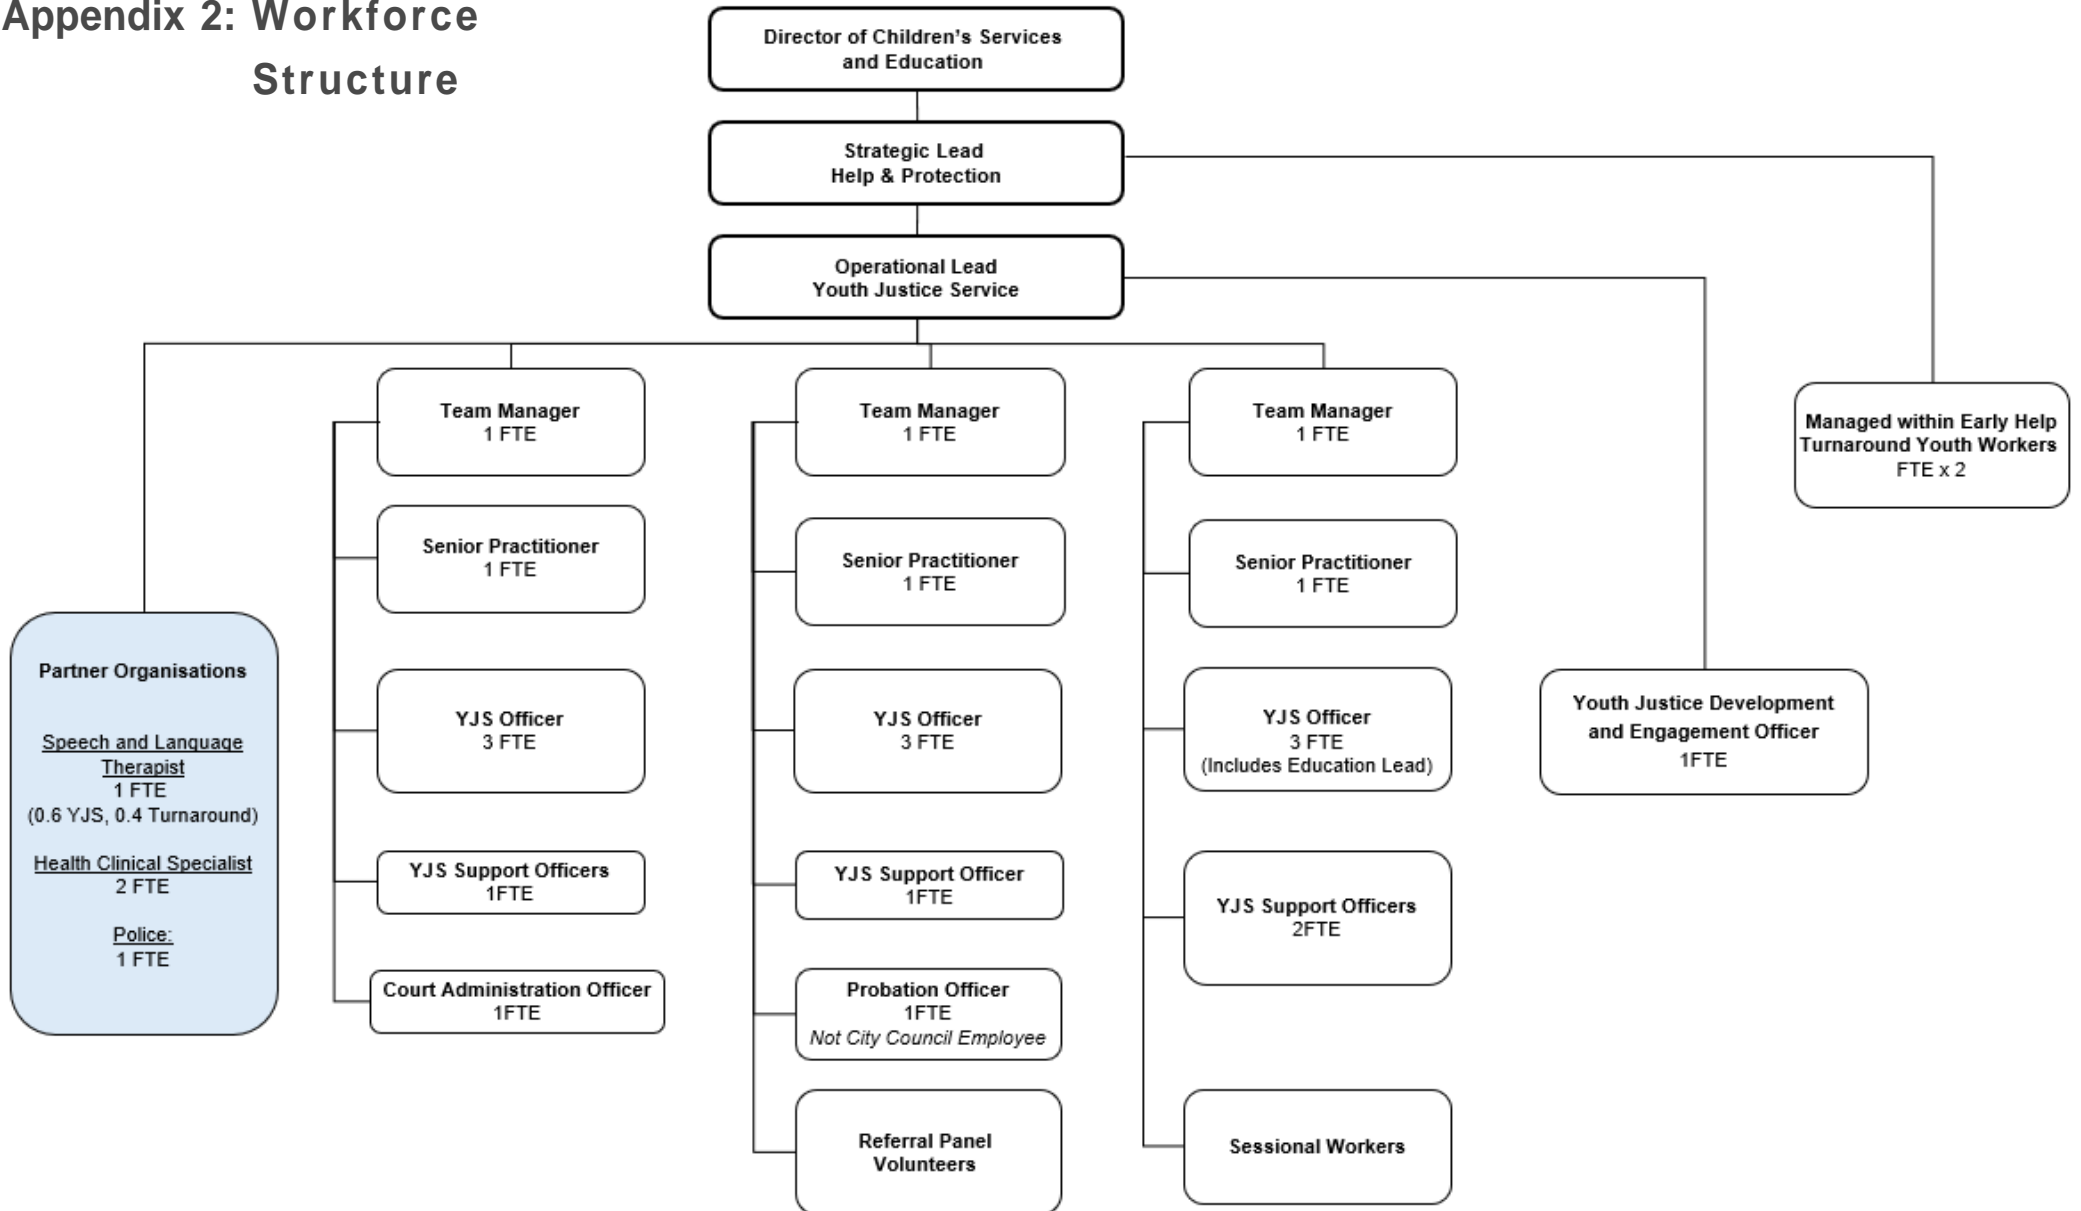 Appendix 2: Workforce
Structure
Director of Children's Services
and Education
Strategic Lead
Help & Protection
Operational Lead
Youth Justice Service
Team Manager
1 FTE
Senior Practitioner
1 FTE
YJS Officer
3 FTE
YJS Support Officers
1FTE
Court Administration Officer
1FTE
Team Manager
1 FTE
Senior Practitioner
1 FTE
YJS Officer
3 FTE
YJS Support Officer
1FTE
Probation Officer
1FTE
Not City Council Employee
Referral Panel
Volunteers
Team Manager
1 FTE
Senior Practitioner
1 FTE
YJS Officer
3 FTE
(Includes Education Lead)
YJS Support Officers
2FTE
Sessional Workers
Managed within Early Help
Turnaround Youth Workers
FTE x 2
Youth Justice Development
and Engagement Officer
1FTE
Partner Organisations
Speech and Language
Therapist
1 FTE
(0.6 YJS, 0.4 Turnaround)
Health Clinical Specialist
2 FTE
Police:
1 FTE